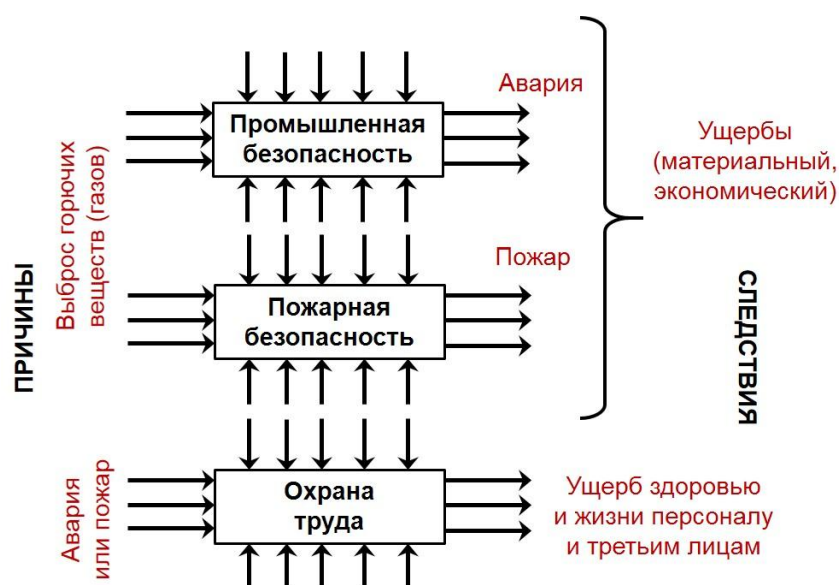 Авария
Промышленная
безопасность
Ущербы
(материальный,
экономический)
Выброс горючих
веществ (газов)
Пожар
Пожарная
безопасность
ПРИЧИНЫ
СЛЕДСТВИЯ
Авария
или пожар
Охрана
труда
Ущерб здоровью
и жизни персоналу
и третьим лицам